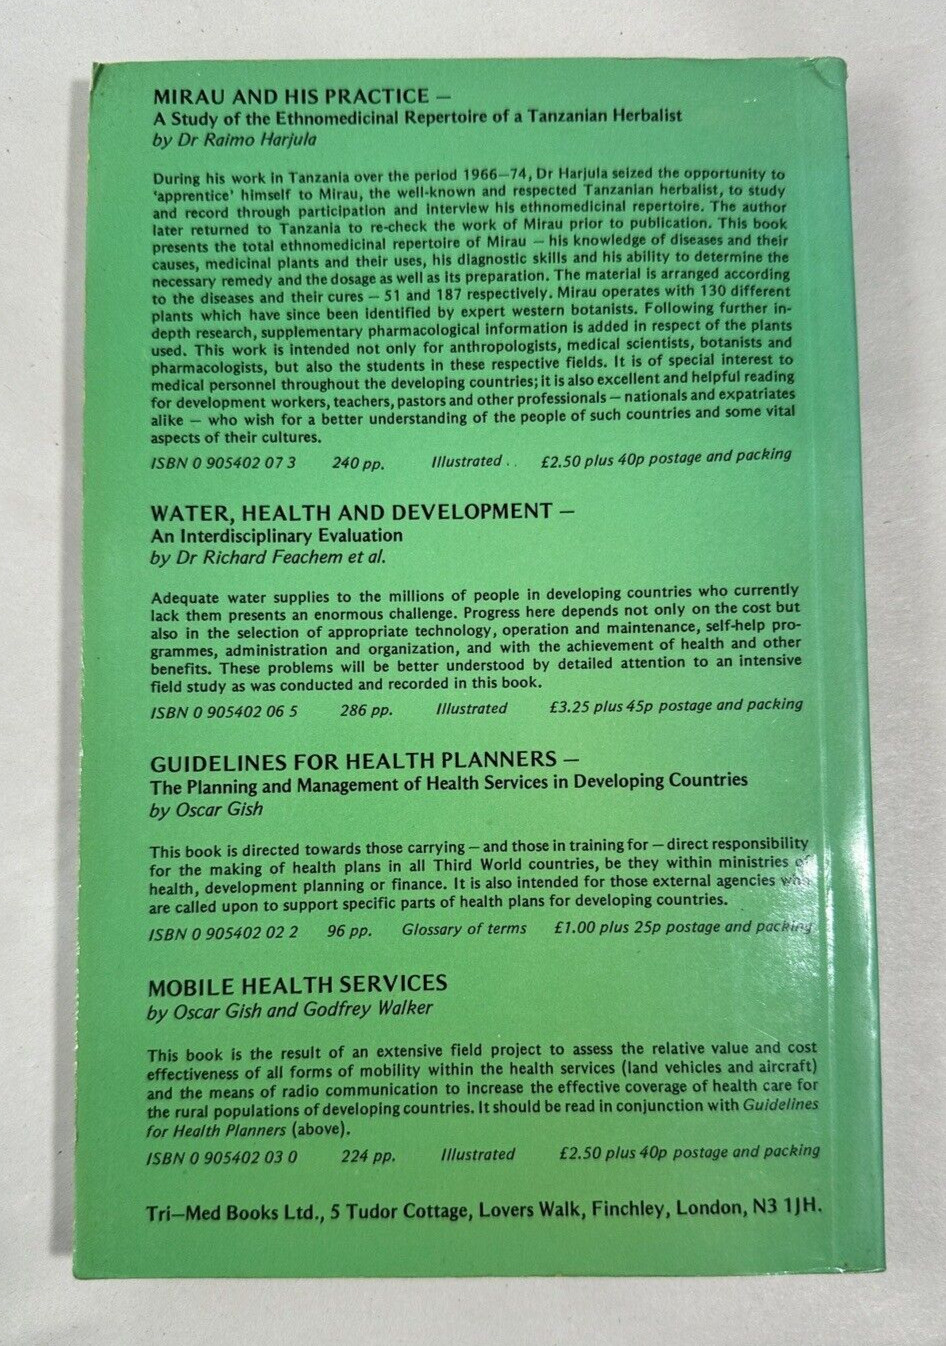 MIRAU AND HIS PRACTICE —
A Study of the Ethnomedicinal Repertoire of a Tanzanian Herbalist
by Dr Raimo Harjula
During his work in Tanzania over the period 1966—74, Dr Harjula seized the opportunity to
'apprentice' himself to Mirau, the well-known and respected Tanzanian herbalist, to study
and record through participation and interview his ethnomedicinal repertoire. The author
later returned to Tanzania to re-check the work of Mirau prior to publication. This book
presents the total ethnomedicinal repertoire of Mirau — his knowledge of diseases and their
causes, medicinal plants and their uses, his diagnostic skills and his ability to determine the
necessary remedy and the dosage as well as its preparation. The material is arranged according
to the diseases and their cures — 51 and 187 respectively. Mirau operates with 130 different
plants which have since been identified by expert western botanists. Following further in-
depth research, supplementary pharmacological information is added in respect of the plants
used. This work is intended not only for anthropologists, medical scientists, botanists and
pharmacologists, but also the students in these respective fields. It is of special interest to
medical personnel throughout the developing countries; it is also excellent and helpful reading
for development workers, teachers, pastors and other professionals — nationals and expatriates
alike — who wish for a better understanding of the people of such countries and some vital
aspects of their cultures.
ISBN 0 905402 07 3 240 pp. Illustrated . . £2.50 plus 40p postage and packing
WATER, HEALTH AND DEVELOPMENT —
An Interdisciplinary Evaluation
by Dr Richard Feachem et al.
Adequate water supplies to the millions of people in developing countries who currently
lack them presents an enormous challenge. Progress here depends not only on the cost but
also in the selection of appropriate technology, operation and maintenance, self-help pro-
grammes, administration and organization, and with the achievement of health and other
benefits. These problems will be better understood by detailed attention to an intensive
field study as was conducted and recorded in this book.
ISBN 0 905402 06 5 286 pp. Illustrated £3.25 plus 45p postage and packing
GUIDELINES FOR HEALTH PLANNERS —
The Planning and Management of Health Services in Developing Countries
by Oscar Gish
This book is directed towards those carrying — and those in training for — direct responsibility
for the making of health plans in all Third World countries, be they within ministries of
health, development planning or finance. It is also intended for those external agencies who
are called upon to support specific parts of health plans for developing countries.
ISBN 0 905402 02 2 96 pp. Glossary of terms £1.00 plus 25p postage and packing
MOBILE HEALTH SERVICES
by Oscar Gish and Godfrey Walker
This book is the result of an extensive field project to assess the relative value and cost
effectiveness of all forms of mobility within the health services (land vehicles and aircraft)
and the means of radio communication to increase the effective coverage of health care for
the rural populations of developing countries. It should be read in conjunction with Guidelines
for Health Planners (above).
ISBN 0 905402 03 0 224 pp. Illustrated £2.50 plus 40p postage and packing
Tri—Med Books Ltd., 5 Tudor Cottage, Lovers Walk, Finchley, London, N3 1JH.